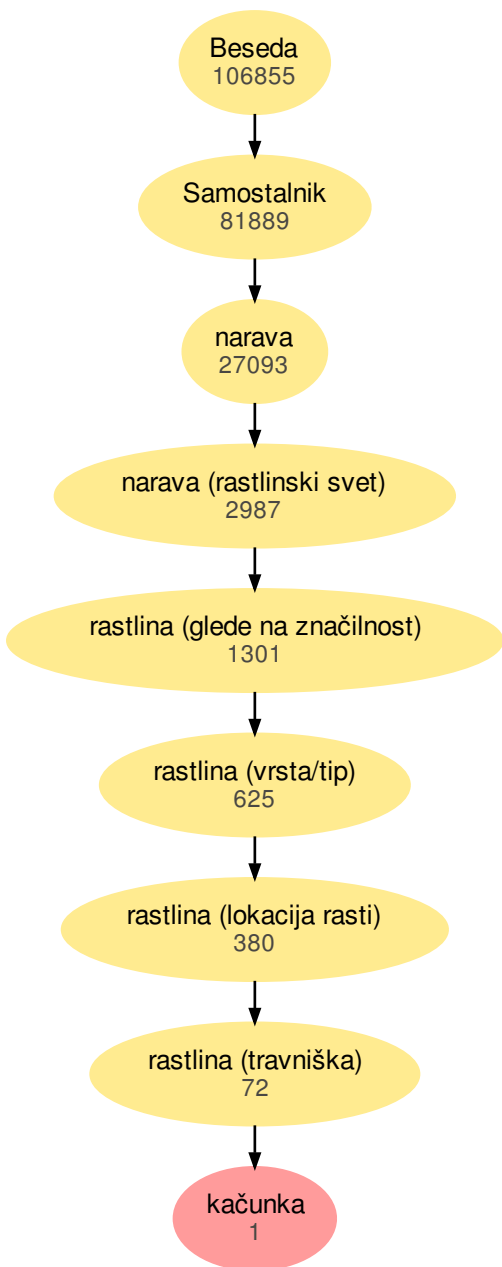 Beseda
106855
Samostalnik
81889
narava
27093
narava (rastlinski svet)
2987
rastlina (glede na značilnost)
1301
rastlina (vrsta/tip)
625
rastlina (lokacija rasti)
380
rastlina (travniška)
72
kačunka
1